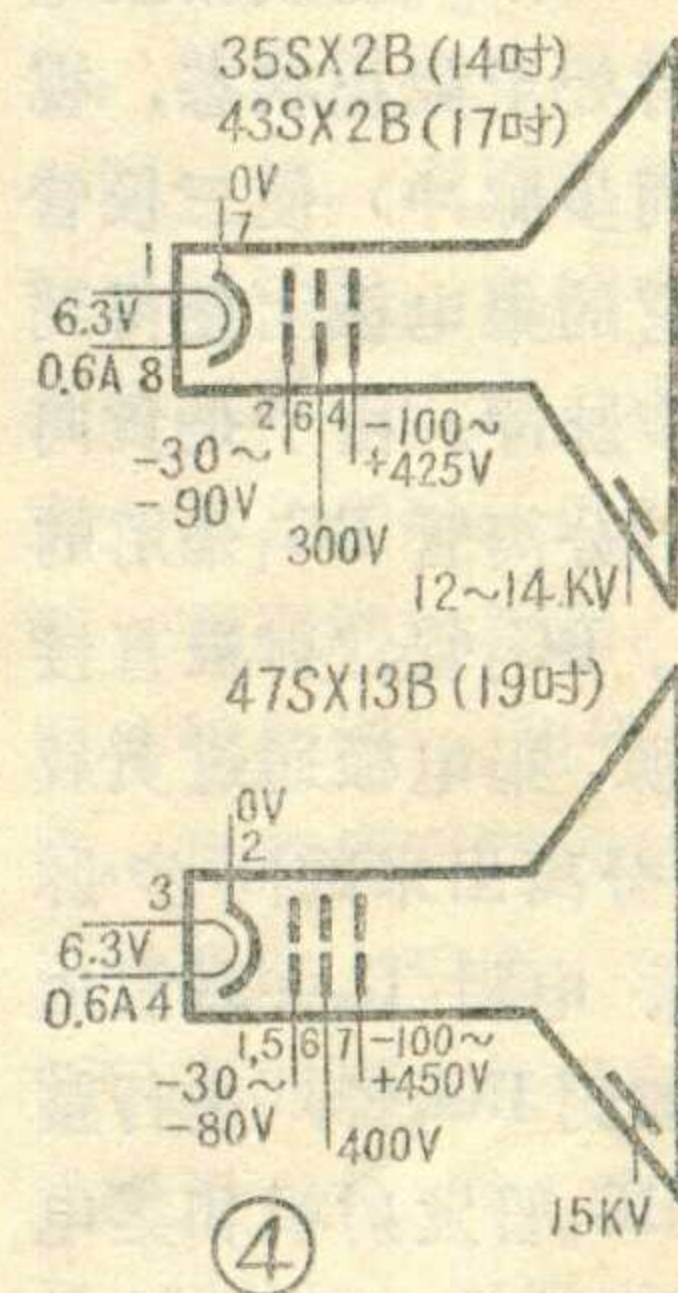 35SX2B(14吋)
43SX2B(17吋)
0V
7
1
6.3V
0.6A 8
2 6 4
-30~
-90V
300V
-100~
+425V
12~14.KV
47SX13B(19吋)
0V
2
3
6.3V
0.6A 4
1,5 6 7
-30~
-80V
400V
-100~
+450V
15KV
④